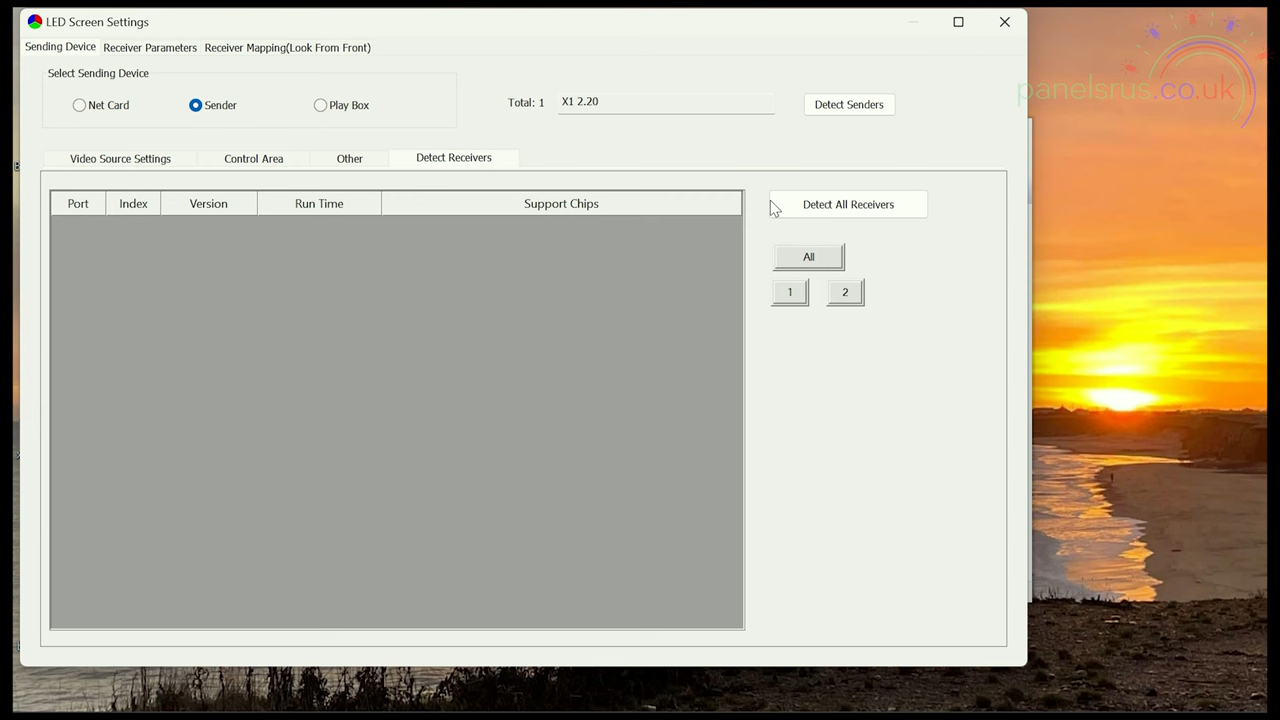 LED Screen Settings
Sending Device Receiver Parameters Receiver Mapping(Look From Front)
Select Sending Device
Net Card Sender Play Box
Total: 1 X1 2.20 Detect Senders
panelsrus.co.uk
Video Source Settings Control Area Other Detect Receivers
Port Index Version Run Time Support Chips
Detect All Receivers
All
1 2